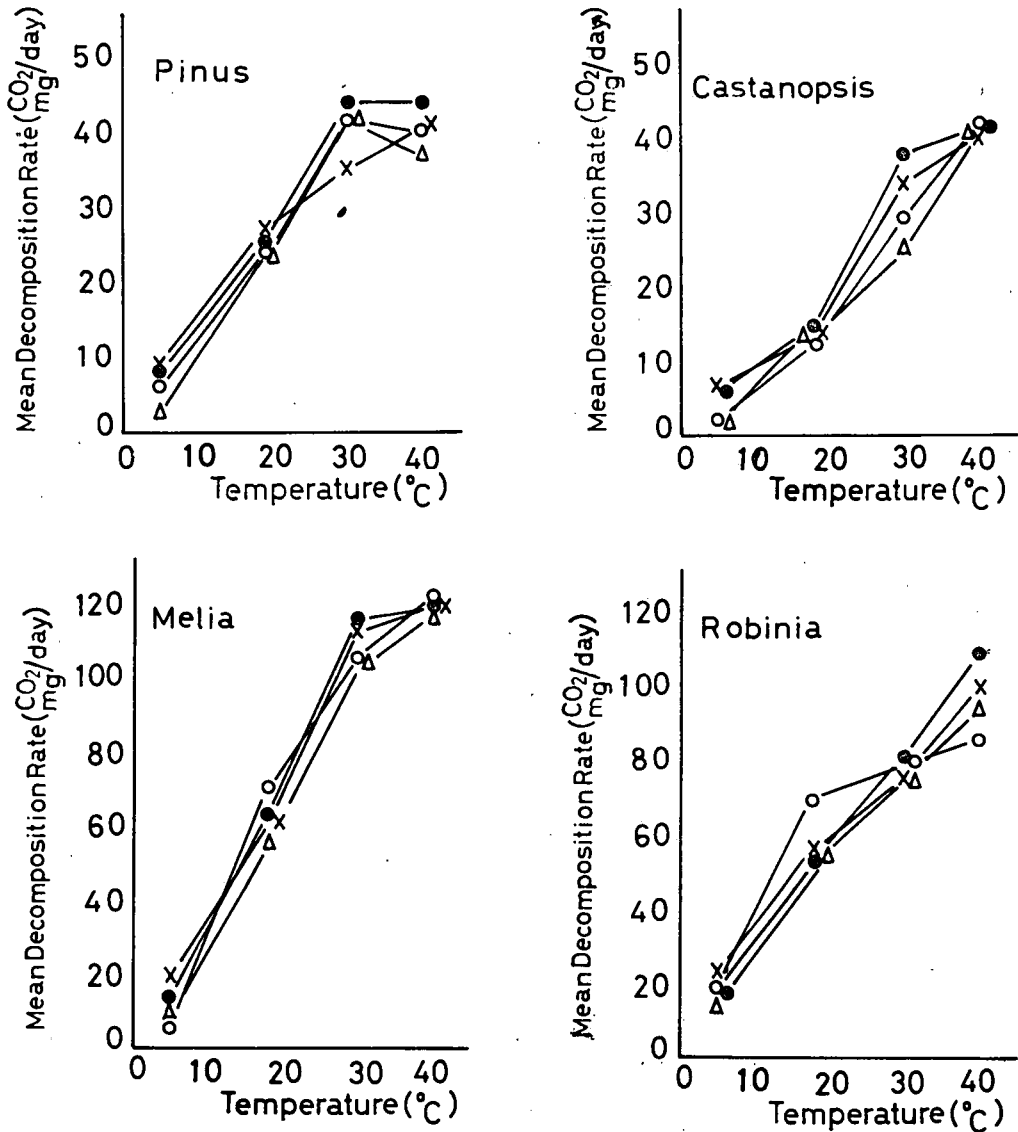 Mean Decomposition Rate (CO₂/day)
mg
50
40
30
20
10
0
Pinus
0 10 20 30 40
Temperature (°C)
Mean Decomposition Rate (CO₂/day)
mg
50
40
30
20
10
0
Castanopsis
0 10 20 30 40
Temperature (°C)
Mean Decomposition Rate (CO₂/day)
mg
120
100
80
60
40
20
0
Melia
0 10 20 30 40
Temperature (°C)
Mean Decomposition Rate (CO₂/day)
mg
120
100
80
60
40
20
0
Robinia
0 10 20 30 40
Temperature (°C)